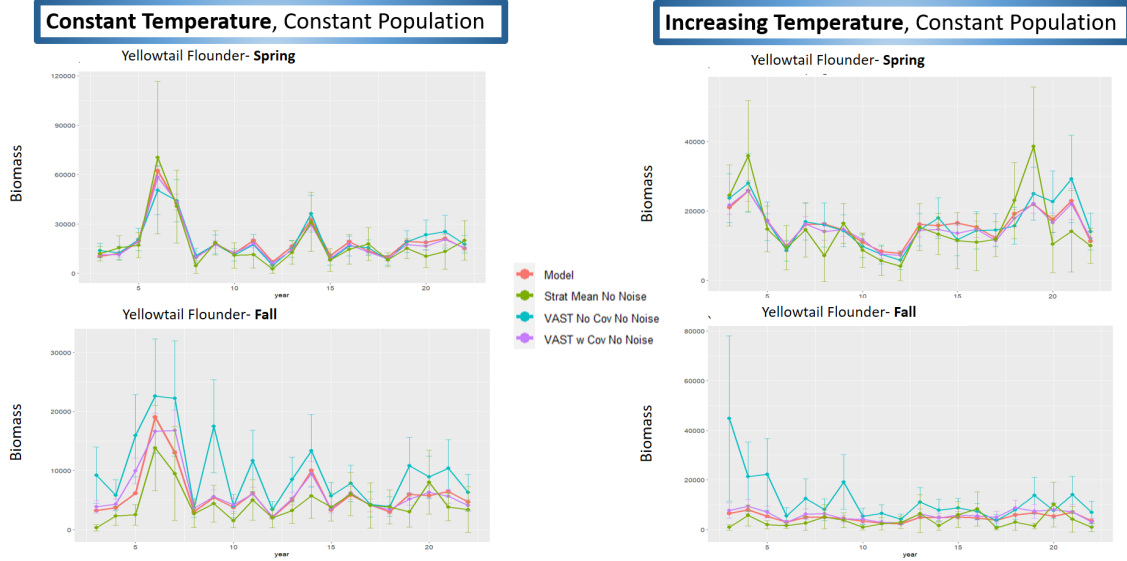 Constant Temperature, Constant Population
Increasing Temperature, Constant Population
Yellowtail Flounder- Spring
120000
90000
60000
30000
0
Biomass
5
10
15
20
year
Yellowtail Flounder- Fall
30000
20000
10000
0
Biomass
5
10
15
20
year
Model
Strat Mean No Noise
VAST No Cov No Noise
VAST w Cov No Noise
Yellowtail Flounder- Spring
40000
20000
0
Biomass
5
10
15
20
Yellowtail Flounder- Fall
80000
60000
40000
20000
0
Biomass
5
10
15
20
year